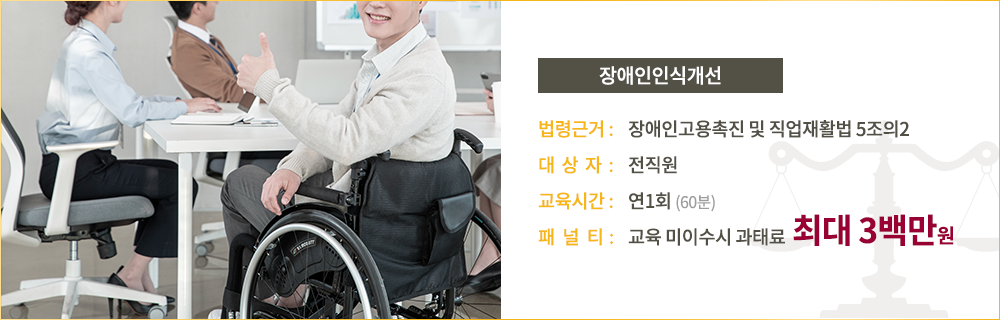 장애인인식개선
법령근거 : 장애인고용촉진 및 직업재활법 5조의2
대 상 자 : 전직원
교육시간 : 연1회 (60분)
패 널 티 : 교육 미이수시 과태료 최대 3백만원